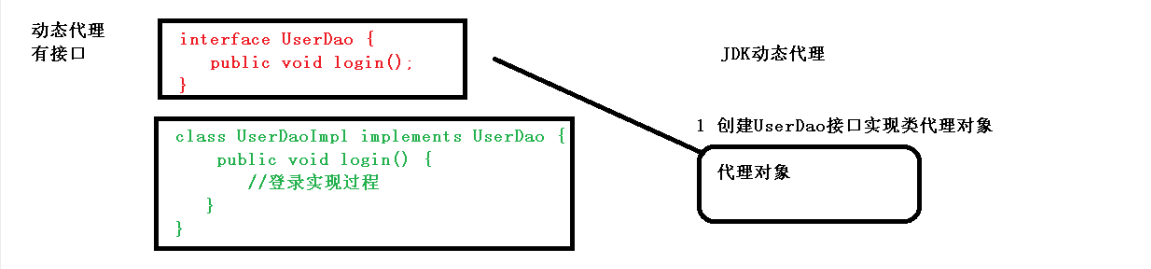 动态代理
有接口
interface UserDao {
public void login();
}
class UserDaoImpl implements UserDao {
public void login() {
//登录实现过程
}
}
JDK动态代理
1 创建UserDao接口实现类代理对象
代理对象